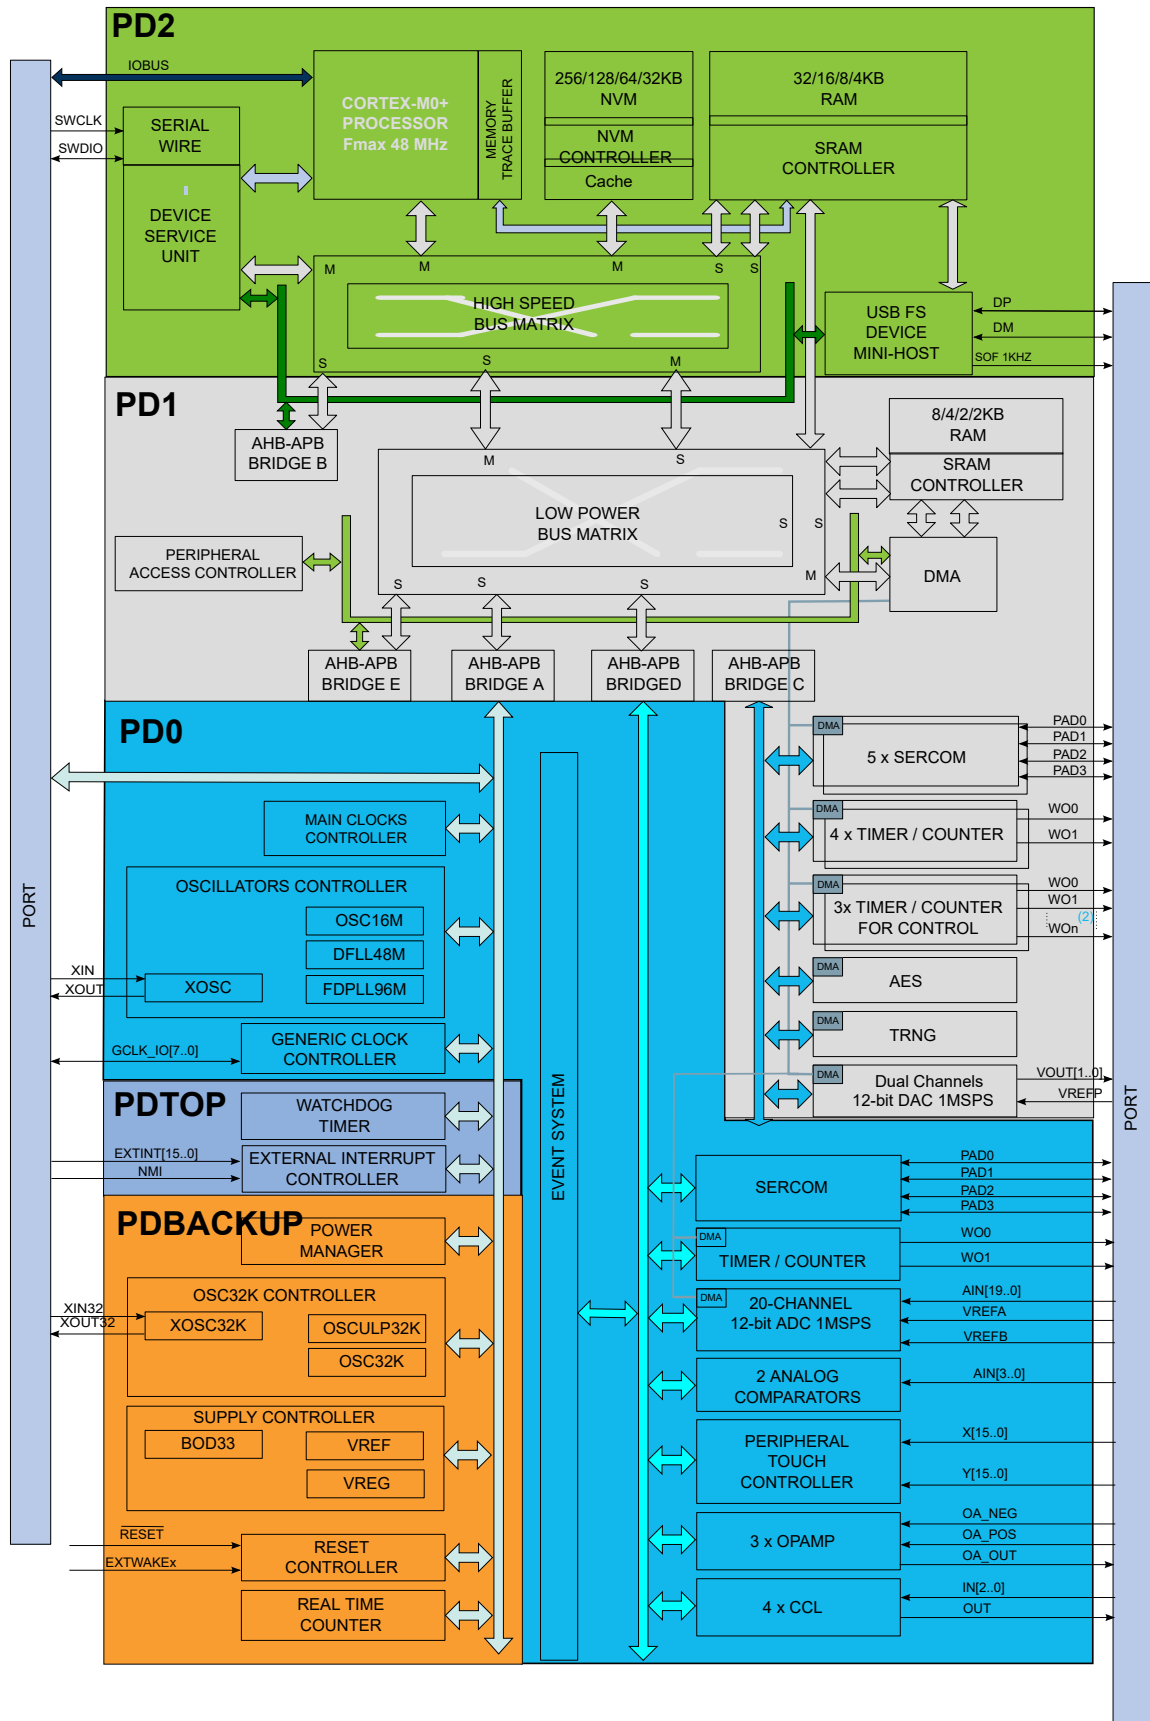 PD2
IOBUS
SWCLK
SWDIO
SERIAL
WIRE
DEVICE
SERVICE
UNIT
CORTEX-M0+
PROCESSOR
Fmax 48 MHz
MEMORY
TRACE BUFFER
256/128/64/32KB
NVM
NVM
CONTROLLER
Cache
32/16/8/4KB
RAM
SRAM
CONTROLLER
M
M
M
S
S
HIGH SPEED
BUS MATRIX
S
S
M
USB FS
DEVICE
MINI-HOST
DP
DM
SOF 1KHZ
PD1
AHB-APB
BRIDGE B
8/4/2/2KB
RAM
SRAM
CONTROLLER
M
S
LOW POWER
BUS MATRIX
S
S
M
S
S
S
PERIPHERAL
ACCESS CONTROLLER
DMA
AHB-APB
BRIDGE E
AHB-APB
BRIDGE A
AHB-APB
BRIDGED
AHB-APB
BRIDGE C
PD0
PORT
MAIN CLOCKS
CONTROLLER
OSCILLATORS CONTROLLER
OSC16M
DFLL48M
FDPLL96M
XOSC
XIN
XOUT
GCLK_IO[7..0]
GENERIC CLOCK
CONTROLLER
DMA
5 x SERCOM
PAD0
PAD1
PAD2
PAD3
DMA
4 x TIMER / COUNTER
WO0
WO1
DMA
3x TIMER / COUNTER
FOR CONTROL
WO0
WO1
(2)
WOn
DMA
AES
DMA
TRNG
DMA
Dual Channels
12-bit DAC 1MSPS
VOUT[1..0]
VREFP
PORT
PDTOP
WATCHDOG
TIMER
EXTINT[15..0]
NMI
EXTERNAL INTERRUPT
CONTROLLER
EVENT SYSTEM
PDBACKUP
POWER
MANAGER
OSC32K CONTROLLER
XIN32
XOUT32
XOSC32K
OSCULP32K
OSC32K
SUPPLY CONTROLLER
BOD33
VREF
VREG
RESET
EXTWAKEx
RESET
CONTROLLER
REAL TIME
COUNTER
SERCOM
PAD0
PAD1
PAD2
PAD3
DMA
TIMER / COUNTER
WO0
WO1
DMA
20-CHANNEL
12-bit ADC 1MSPS
AIN[19..0]
VREFA
VREFB
2 ANALOG
COMPARATORS
AIN[3..0]
PERIPHERAL
TOUCH
CONTROLLER
X[15..0]
Y[15..0]
3 x OPAMP
OA_NEG
OA_POS
OA_OUT
4 x CCL
IN[2..0]
OUT